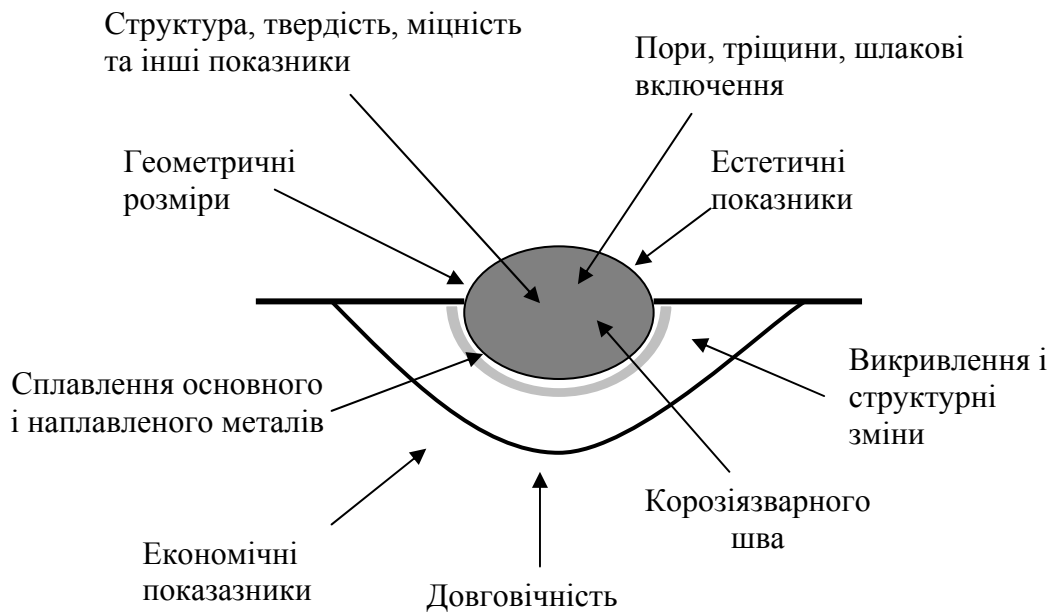 Структура, твердість, міцність
та інші показники
Пори, тріщини, шлакові
включення
Геометричні
розміри
Естетичні
показники
Сплавлення основного
і наплавленого металів
Викривлення і
структурні
зміни
Корозіязварного
шва
Економічні
показазники
Довговічність